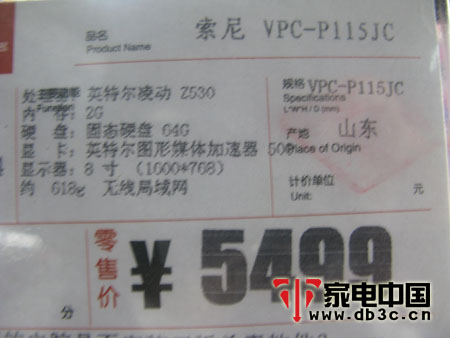 品名 索尼 VPC-P115JC
Product Name
处理器 英特尔凌动 Z530
Function
内存: 2G
硬盘: 固态硬盘 64G
显卡: 英特尔图形媒体加速器 500
显示器: 8寸 (1600*768)
约 618g 无线局域网
规格 VPC-P115JC
Specifications
L*W*H / D (mm)
产地 山东
Place of Origin
计价单位
Unit:
元
零售价 ¥ 5499
分
家电中国
www.db3c.cn